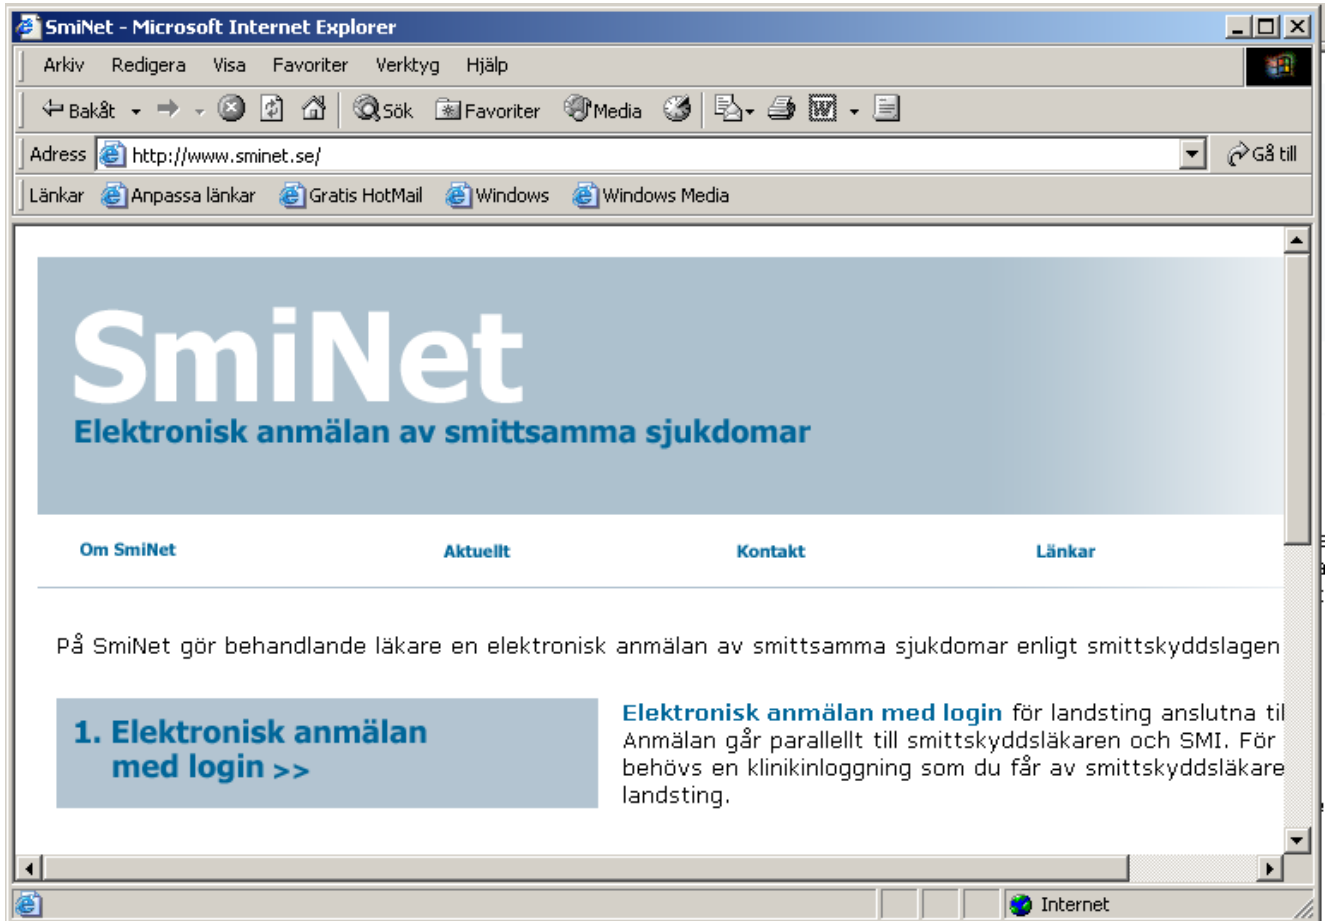 SmiNet - Microsoft Internet Explorer
Arkiv Redigera Visa Favoriter Verktyg Hjälp
Bakåt Sök Favoriter Media
Adress http://www.sminet.se/ Gå till
Länkar Anpassa länkar Gratis HotMail Windows Windows Media
SmiNet
Elektronisk anmälan av smittsamma sjukdomar
Om SmiNet Aktuellt Kontakt Länkar
På SmiNet gör behandlande läkare en elektronisk anmälan av smittsamma sjukdomar enligt smittskyddslagen
1. Elektronisk anmälan
med login >>
Elektronisk anmälan med login för landsting anslutna til
Anmälan går parallellt till smittskyddsläkaren och SMI. För
behövs en klinikinloggning som du får av smittskyddsläkare
landsting.
Internet